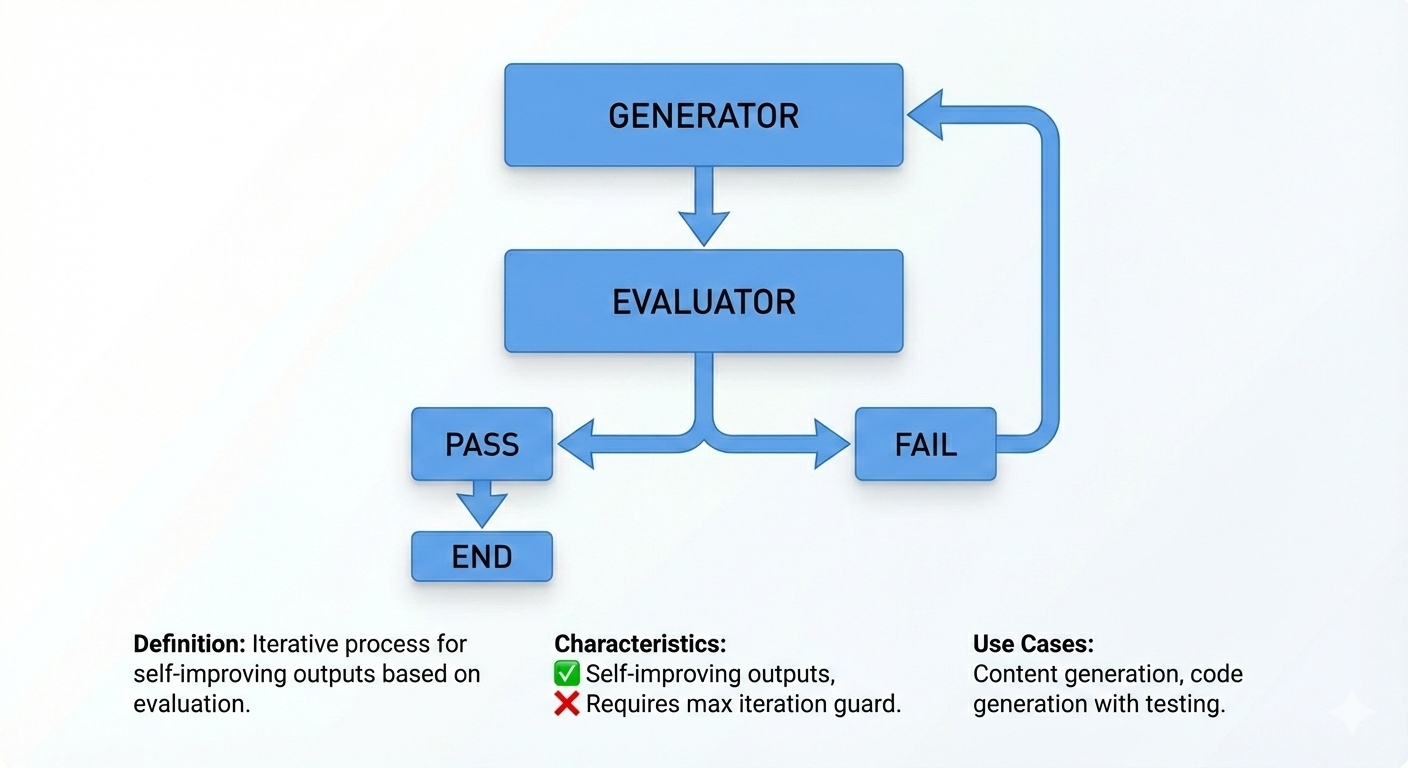 GENERATOR
EVALUATOR
PASS
FAIL
END
Definition: Iterative process for
self-improving outputs based on
evaluation.
Characteristics:
✅ Self-improving outputs,
❌ Requires max iteration guard.
Use Cases:
Content generation, code
generation with testing.